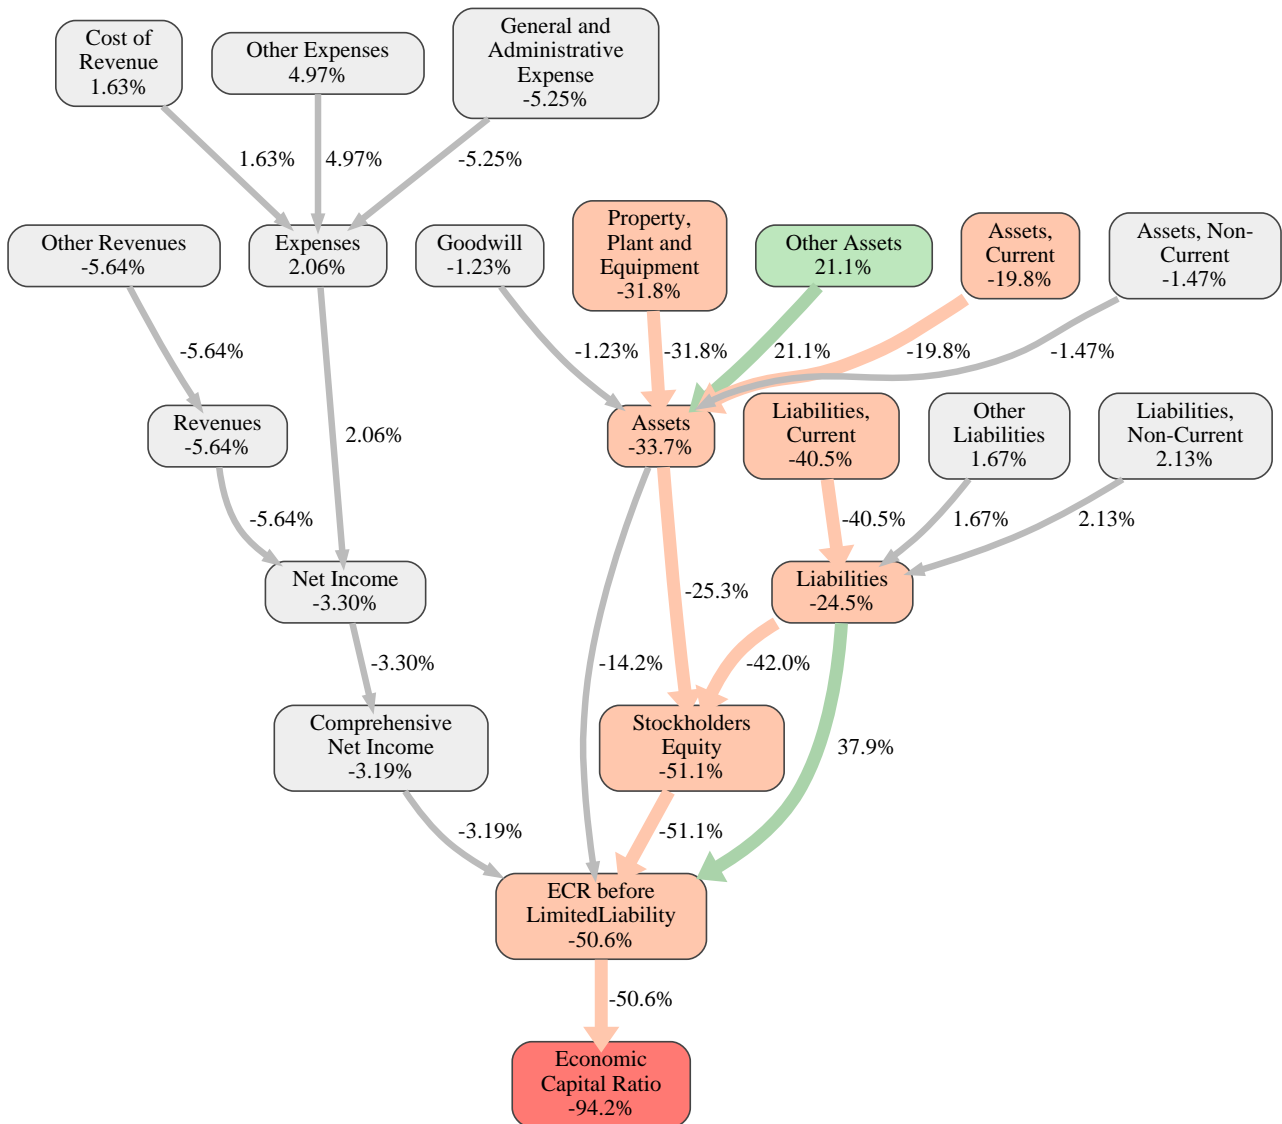 Cost of
Revenue
1.63%
Other Expenses
4.97%
General and
Administrative
Expense
-5.25%
1.63%
4.97%
-5.25%
Other Revenues
-5.64%
Expenses
2.06%
Goodwill
-1.23%
Property,
Plant and
Equipment
-31.8%
Other Assets
21.1%
Assets,
Current
-19.8%
Assets, Non-
Current
-1.47%
-5.64%
-1.23%
-31.8%
21.1%
-19.8%
-1.47%
Revenues
-5.64%
2.06%
Assets
-33.7%
Liabilities,
Current
-40.5%
Other
Liabilities
1.67%
Liabilities,
Non-Current
2.13%
-5.64%
-40.5%
1.67%
2.13%
Net Income
-3.30%
-25.3%
Liabilities
-24.5%
-3.30%
-14.2%
-42.0%
Comprehensive
Net Income
-3.19%
Stockholders
Equity
-51.1%
37.9%
-3.19%
-51.1%
ECR before
LimitedLiability
-50.6%
-50.6%
Economic
Capital Ratio
-94.2%